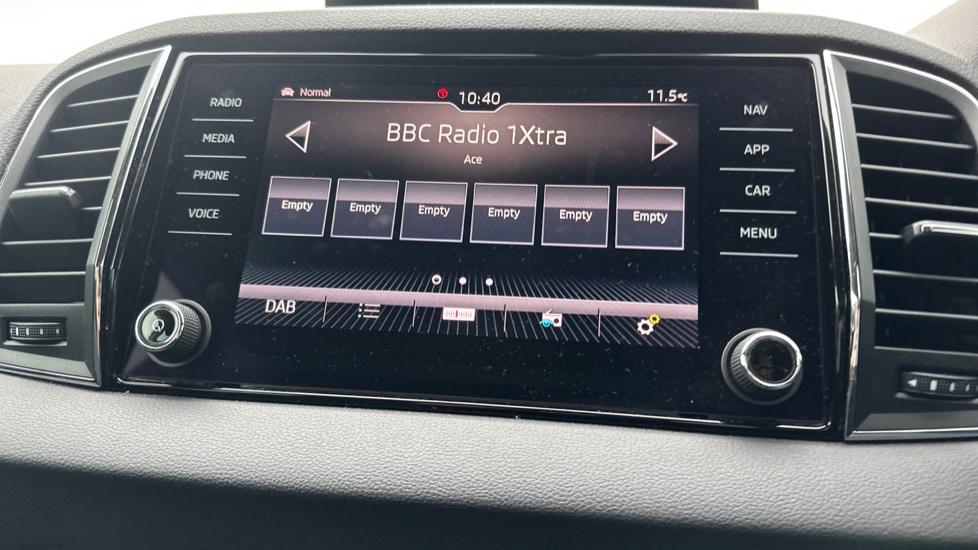 RADIO
MEDIA
PHONE
VOICE
Normal
10:40
11.5°C
BBC Radio 1Xtra
Ace
Empty Empty Empty Empty Empty Empty
DAB
NAV
APP
CAR
MENU